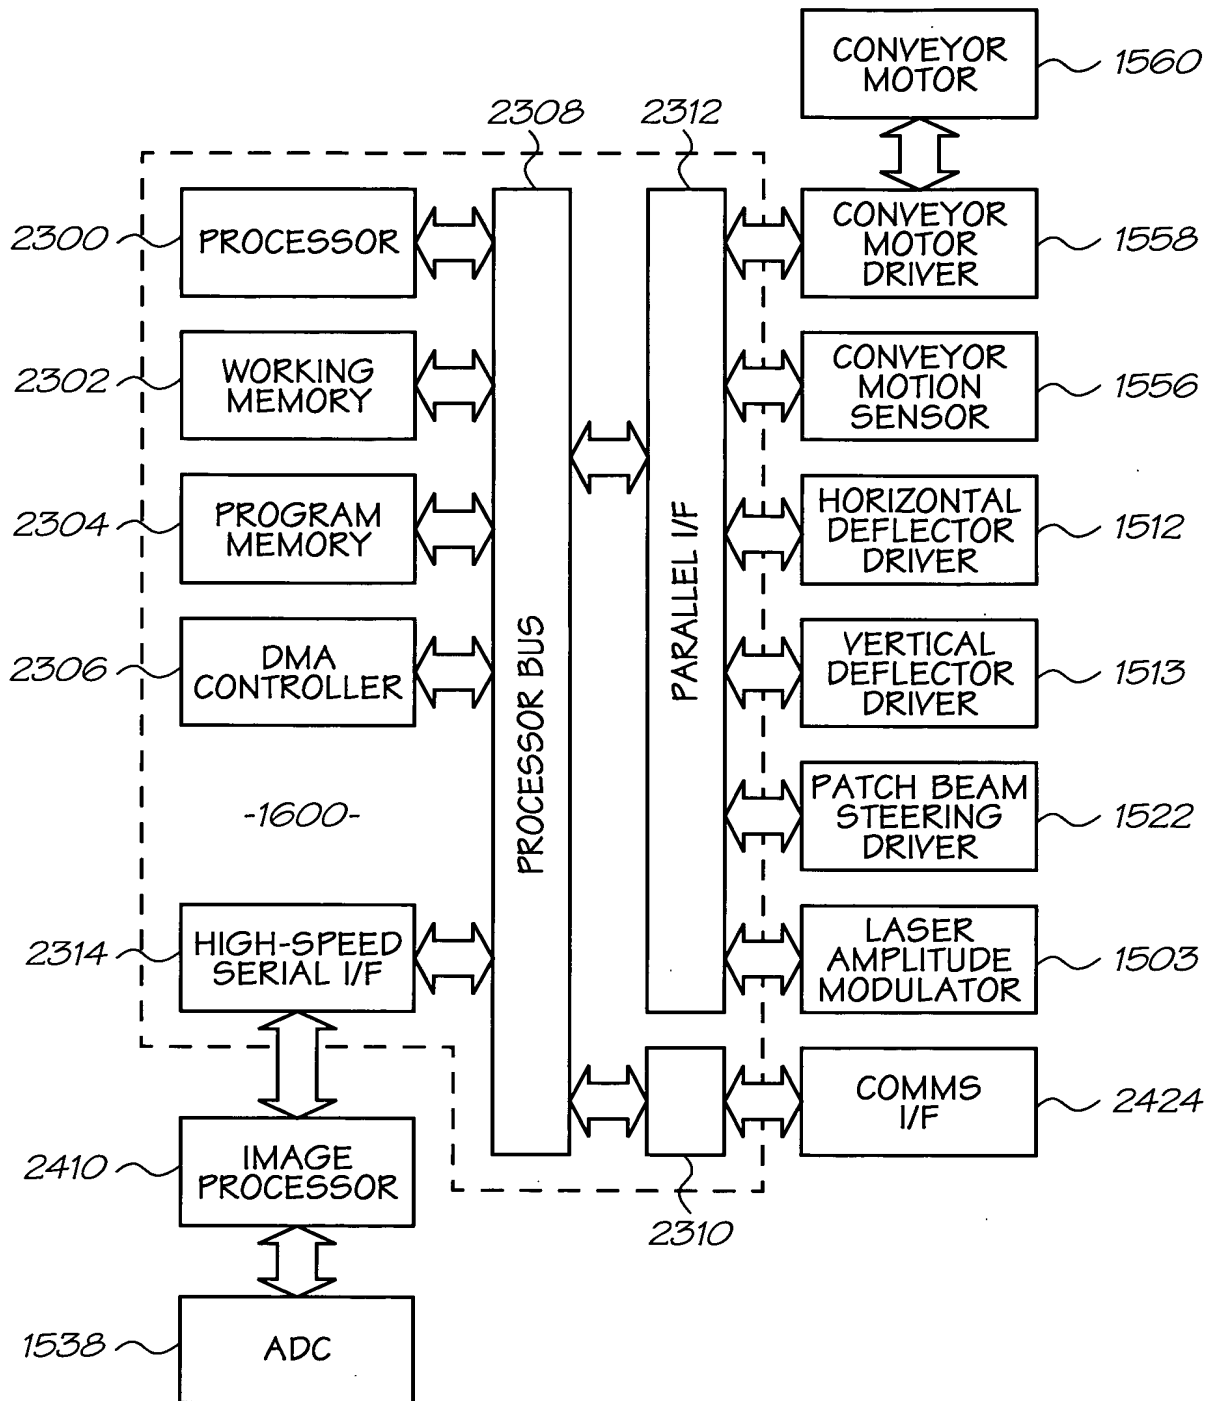 CONVEYOR
MOTOR
1560
2308
2312
2300
PROCESSOR
CONVEYOR
MOTOR
DRIVER
1558
2302
WORKING
MEMORY
CONVEYOR
MOTION
SENSOR
1556
2304
PROGRAM
MEMORY
HORIZONTAL
DEFLECTOR
DRIVER
1512
2306
DMA
CONTROLLER
PROCESSOR BUS
PARALLEL I/F
VERTICAL
DEFLECTOR
DRIVER
1513
-1600-
PATCH BEAM
STEERING
DRIVER
1522
2314
HIGH-SPEED
SERIAL I/F
LASER
AMPLITUDE
MODULATOR
1503
COMMS
I/F
2424
2410
IMAGE
PROCESSOR
2310
1538
ADC